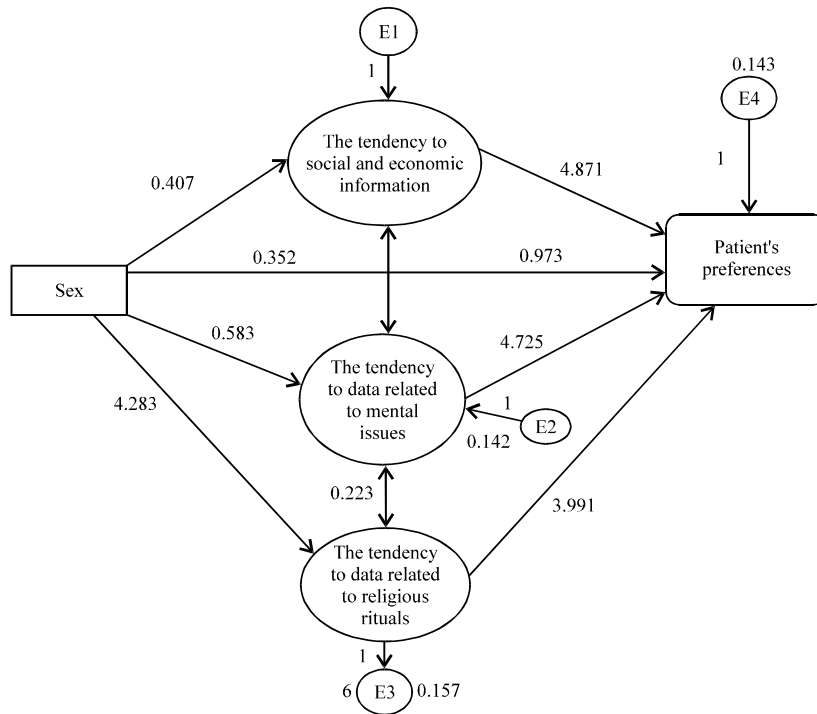 E1
1
0.143
E4
1
The tendency to
social and economic
information
0.407
4.871
Patient's
preferences
0.352
0.973
Sex
0.583
4.725
The tendency
to data related
to mental
issues
4.283
1
E2
0.142
0.223
3.991
The tendency
to data related
to religious
rituals
1
6
E3
0.157